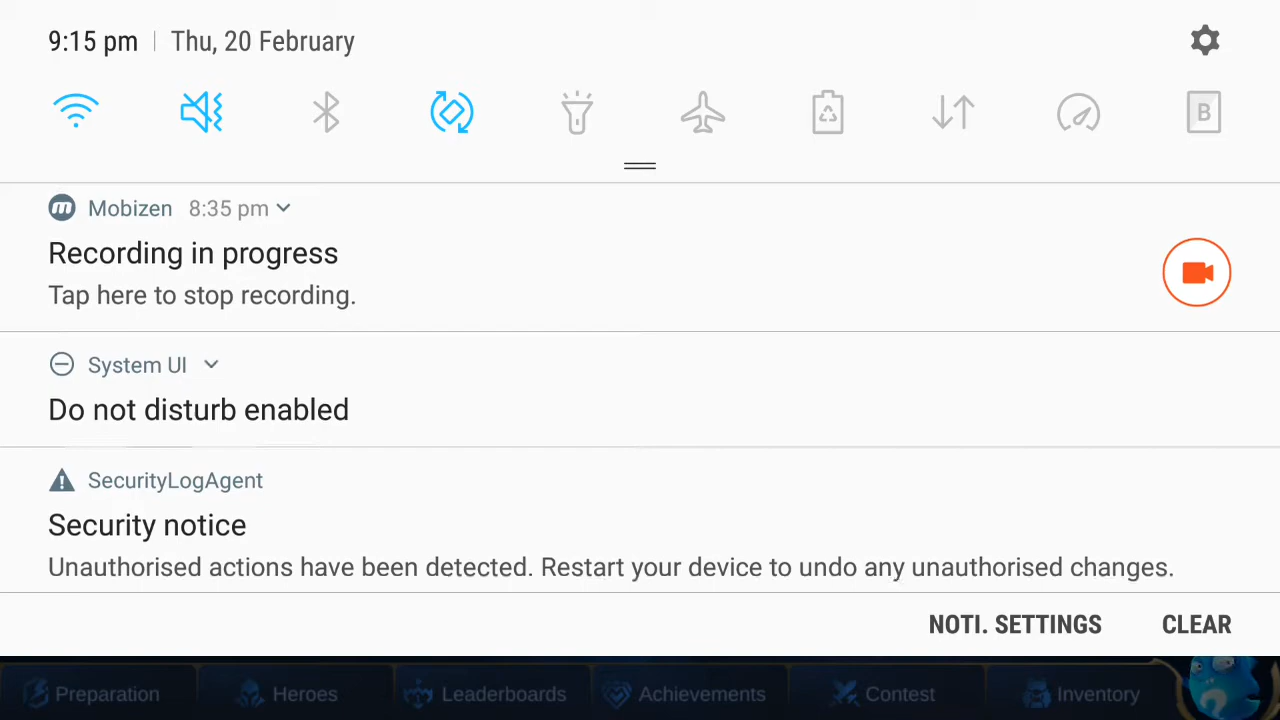 9:15 pm | Thu, 20 February
B
Mobizen 8:35 pm
Recording in progress
Tap here to stop recording.
System UI
Do not disturb enabled
SecurityLogAgent
Security notice
Unauthorised actions have been detected. Restart your device to undo any unauthorised changes.
NOTI. SETTINGS CLEAR
Preparation Heroes Leaderboards Achievements Contest Inventory